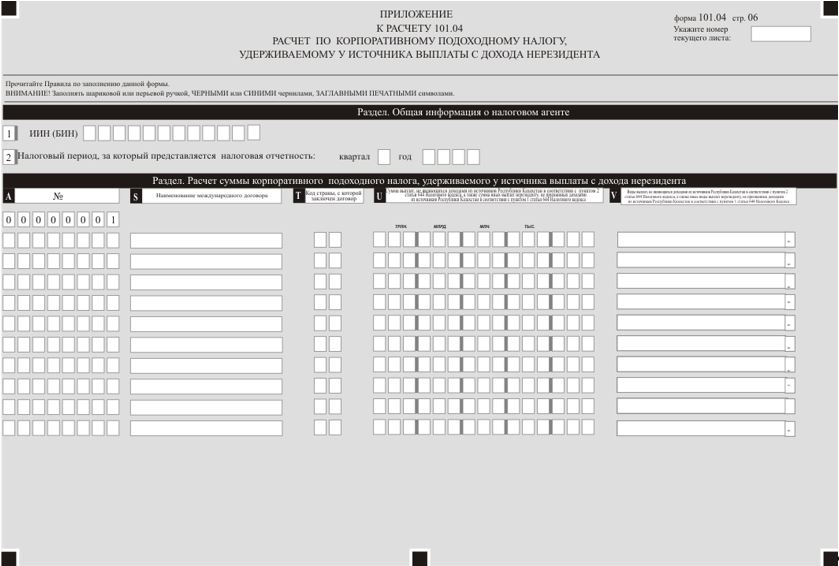 ПРИЛОЖЕНИЕ
К РАСЧЕТУ 101.04
РАСЧЕТ ПО КОРПОРАТИВНОМУ ПОДОХОДНОМУ НАЛОГУ,
УДЕРЖИВАЕМОМУ У ИСТОЧНИКА ВЫПЛАТЫ С ДОХОДА НЕРЕЗИДЕНТА
форма 101.04 стр. 06
Укажите номер
текущего листа:
Прочитайте Правила по заполнению данной формы.
ВНИМАНИЕ! Заполнять шариковой или перьевой ручкой, ЧЕРНЫМИ или СИНИМИ чернилами, ЗАГЛАВНЫМИ ПЕЧАТНЫМИ символами.
Раздел. Общая информация о налоговом агенте
1 ИИН (БИН)
2 Налоговый период, за который представляется налоговая отчетность: квартал год
Раздел. Расчет суммы корпоративного подоходного налога, удерживаемого у источника выплаты с дохода нерезидента
A №
S Наименование международного договора
T Код страны, с которой
заключен договор
U
V
0 0 0 0 0 0 0 1
ТРЛН. МЛРД. МЛН. ТЫС.